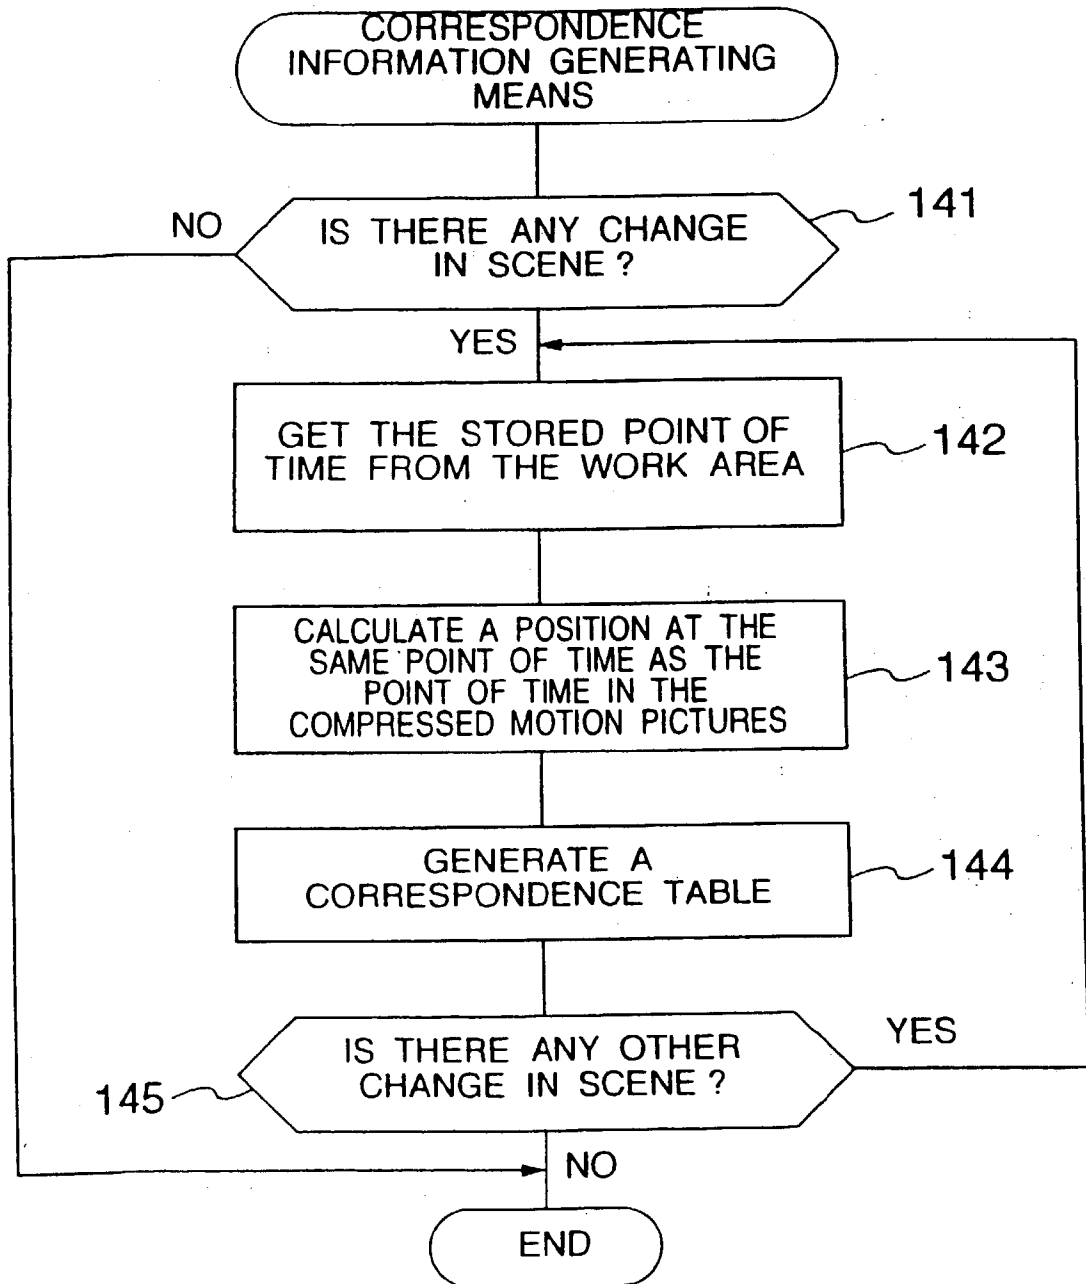 CORRESPONDENCE
INFORMATION GENERATING
MEANS
NO
IS THERE ANY CHANGE
IN SCENE ?
141
YES
GET THE STORED POINT OF
TIME FROM THE WORK AREA
142
CALCULATE A POSITION AT THE
SAME POINT OF TIME AS THE
POINT OF TIME IN THE
COMPRESSED MOTION PICTURES
143
GENERATE A
CORRESPONDENCE TABLE
144
IS THERE ANY OTHER
CHANGE IN SCENE ?
YES
145
NO
END